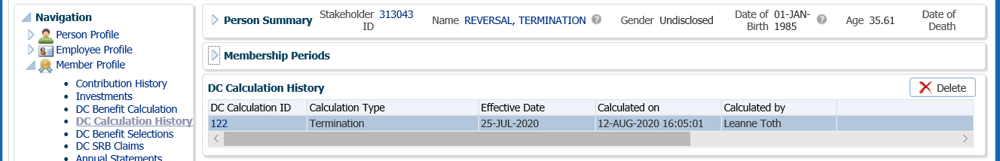 Navigation
Person Profile
Employee Profile
Member Profile
Contribution History
Investments
DC Benefit Calculation
DC Calculation History
DC Benefit Selections
DC SRB Claims
Annual Statements
Person Summary Stakeholder ID 313043 Name REVERSAL, TERMINATION Gender Undisclosed Date of Birth 01-JAN-1985 Age 35.61 Date of Death
Membership Periods
DC Calculation History Delete
DC Calculation ID Calculation Type Effective Date Calculated on Calculated by
122 Termination 25-JUL-2020 12-AUG-2020 16:05:01 Leanne Toth